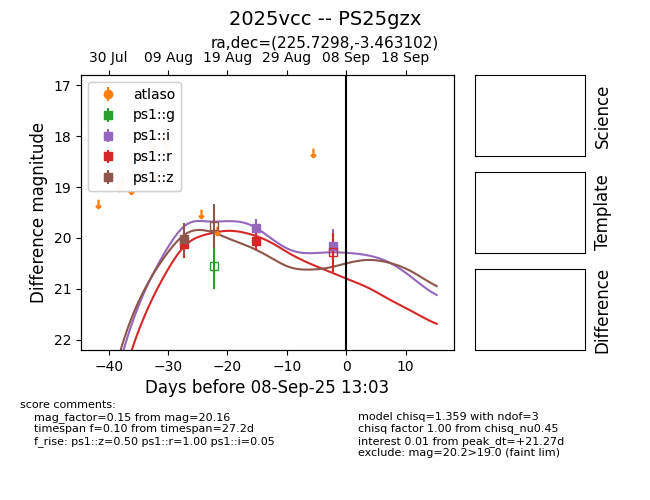 2025vcc -- PS25gzx
ra,dec=(225.7298,-3.463102)
30 Jul 09 Aug 19 Aug 29 Aug 08 Sep 18 Sep
17
18
19
20
21
22
Difference magnitude
atlaso
ps1::g
ps1::i
ps1::r
ps1::z
−40 −30 −20 −10 0 10
Days before 08-Sep-25 13:03
Science
Template
Difference
score comments:
mag_factor=0.15 from mag=20.16
timespan f=0.10 from timespan=27.2d
f_rise: ps1::z=0.50 ps1::r=1.00 ps1::i=0.05
model chisq=1.359 with ndof=3
chisq factor 1.00 from chisq_nu0.45
interest 0.01 from peak_dt=+21.27d
exclude: mag=20.2>19.0 (faint lim)